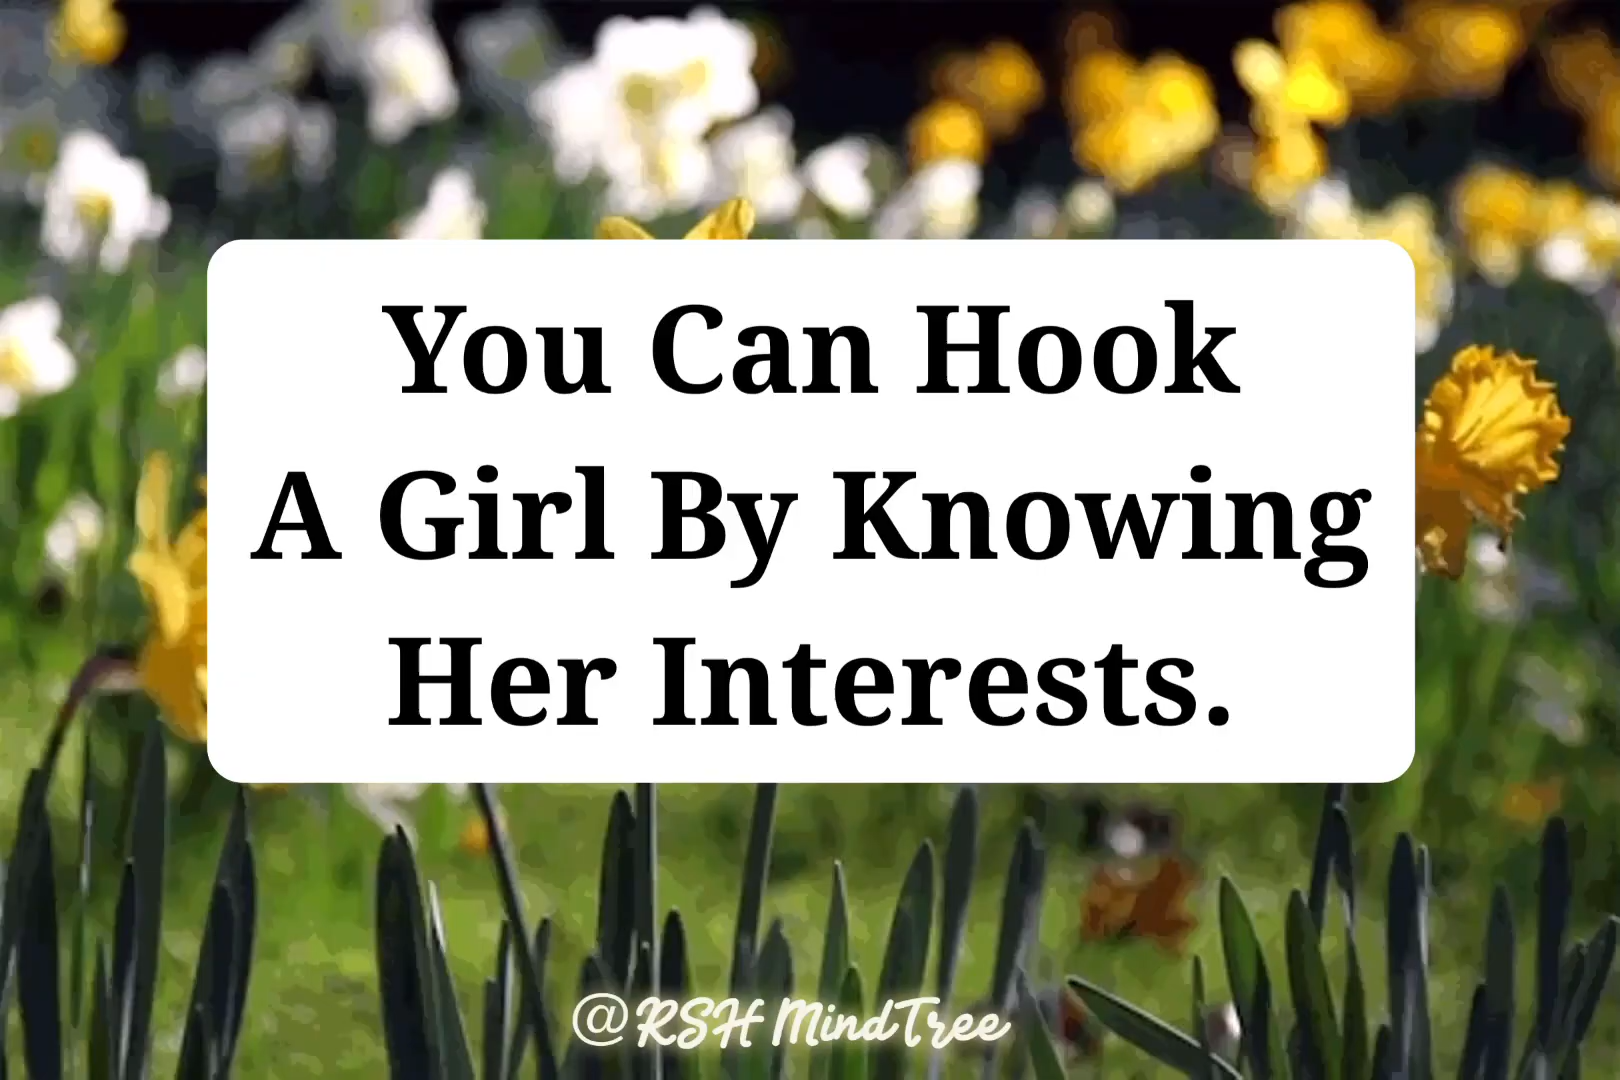 You Can Hook
A Girl By Knowing
Her Interests.
@RSH MindTree